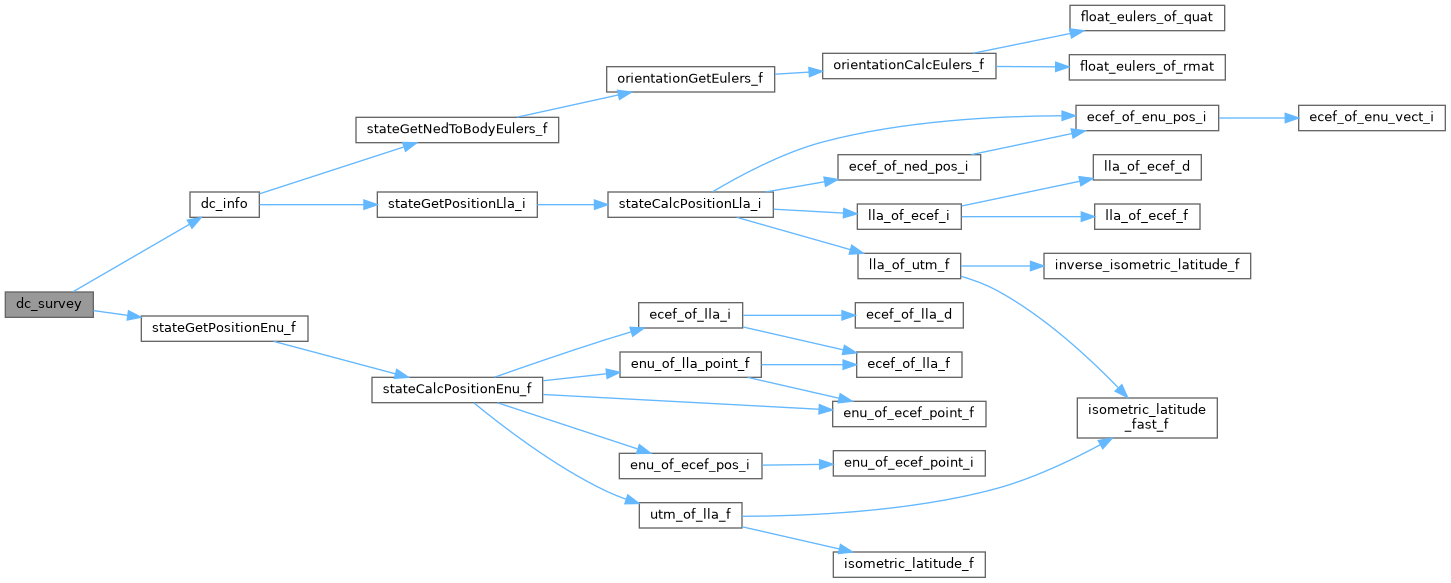 float_eulers_of_quat
orientationCalcEulers_f
float_eulers_of_rmat
orientationGetEulers_f
stateGetNedToBodyEulers_f
ecef_of_enu_pos_i
ecef_of_enu_vect_i
ecef_of_ned_pos_i
lla_of_ecef_d
dc_info
stateGetPositionLla_i
stateCalcPositionLla_i
lla_of_ecef_i
lla_of_ecef_f
lla_of_utm_f
inverse_isometric_latitude_f
dc_survey
stateGetPositionEnu_f
ecef_of_lla_i
ecef_of_lla_d
enu_of_lla_point_f
ecef_of_lla_f
stateCalcPositionEnu_f
enu_of_ecef_point_f
isometric_latitude
_fast_f
enu_of_ecef_pos_i
enu_of_ecef_point_i
utm_of_lla_f
isometric_latitude_f